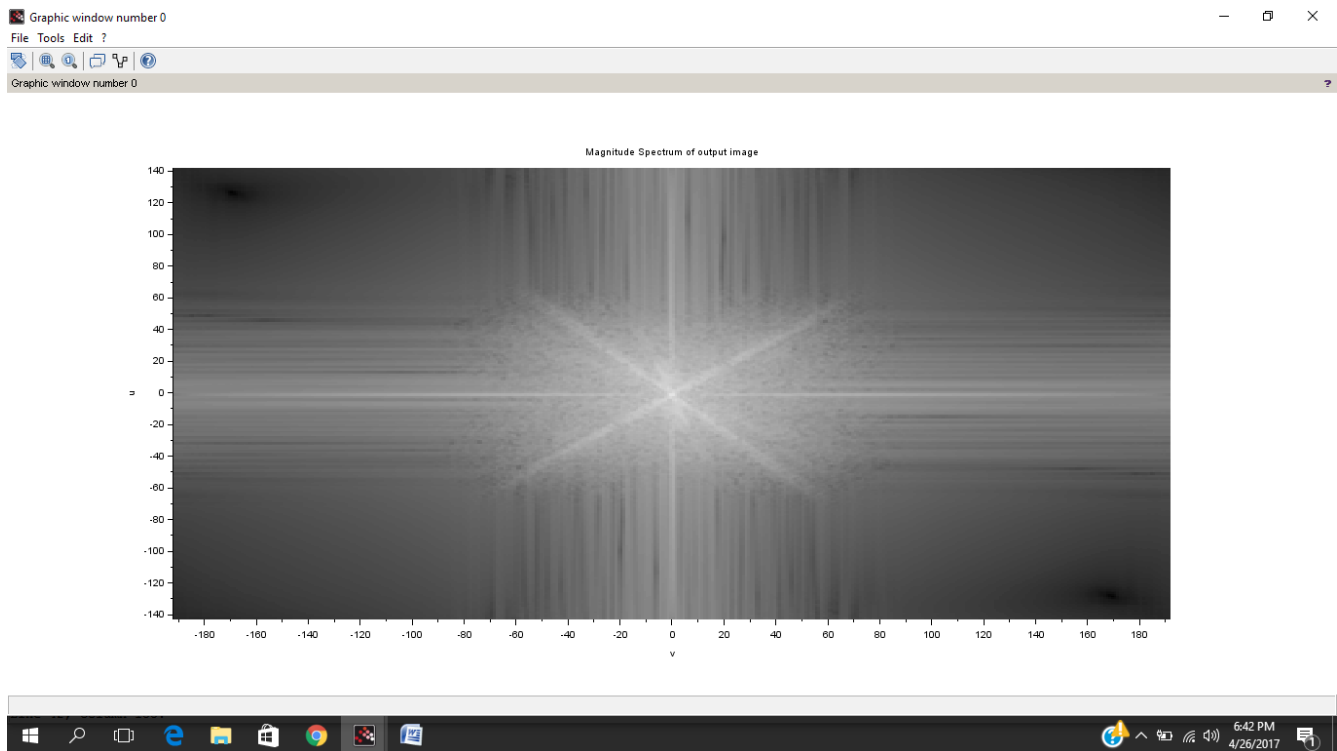 Graphic window number 0
File Tools Edit ?
Graphic window number 0 ?
Magnitude Spectrum of output image
140
120
100
80
60
40
20
0
-20
-40
-60
-80
-100
-120
-140
u
-180 -160 -140 -120 -100 -80 -60 -40 -20 0 20 40 60 80 100 120 140 160 180
v
6:42 PM
4/26/2017